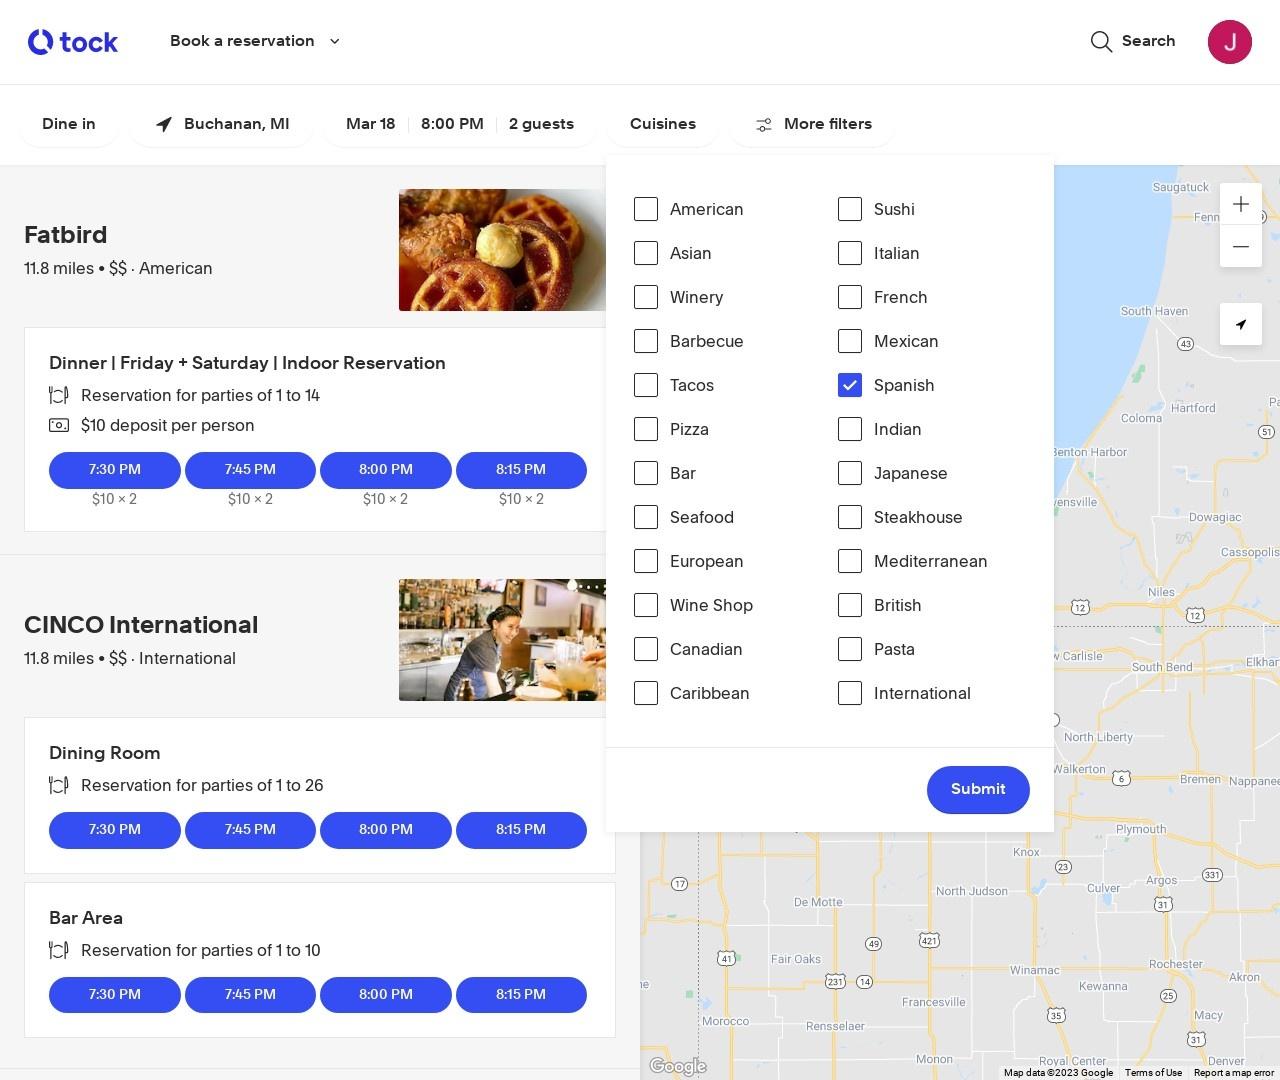 tock
Book a reservation
Search
J
Dine in
Buchanan, MI
Mar 18
8:00 PM
2 guests
Cuisines
More filters
Fatbird
11.8 miles • $$ · American
Dinner | Friday + Saturday | Indoor Reservation
Reservation for parties of 1 to 14
$10 deposit per person
7:30 PM
7:45 PM
8:00 PM
8:15 PM
$10 × 2
$10 × 2
$10 × 2
$10 × 2
CINCO International
11.8 miles • $$ · International
Dining Room
Reservation for parties of 1 to 26
7:30 PM
7:45 PM
8:00 PM
8:15 PM
Bar Area
Reservation for parties of 1 to 10
7:30 PM
7:45 PM
8:00 PM
8:15 PM
American
Sushi
Asian
Italian
Winery
French
Barbecue
Mexican
Tacos
Spanish
Pizza
Indian
Bar
Japanese
Seafood
Steakhouse
European
Mediterranean
Wine Shop
British
Canadian
Pasta
Caribbean
International
Submit
Saugatuck
South Haven
43
Hartford
Coloma
51
Benton Harbor
Dowagiac
Cassopolis
Niles
12
12
South Bend
North Liberty
Walkerton
6
Bremen
Nappanee
Plymouth
Knox
23
17
Argos
331
North Judson
Culver
31
De Motte
49
421
41
Fair Oaks
231
14
Winamac
Rochester
Akron
Kewanna
25
Francesville
35
Macy
Morocco
Rensselaer
31
Monon
Royal Center
Denver
Google
Map data ©2023 Google
Terms of Use
Report a map error